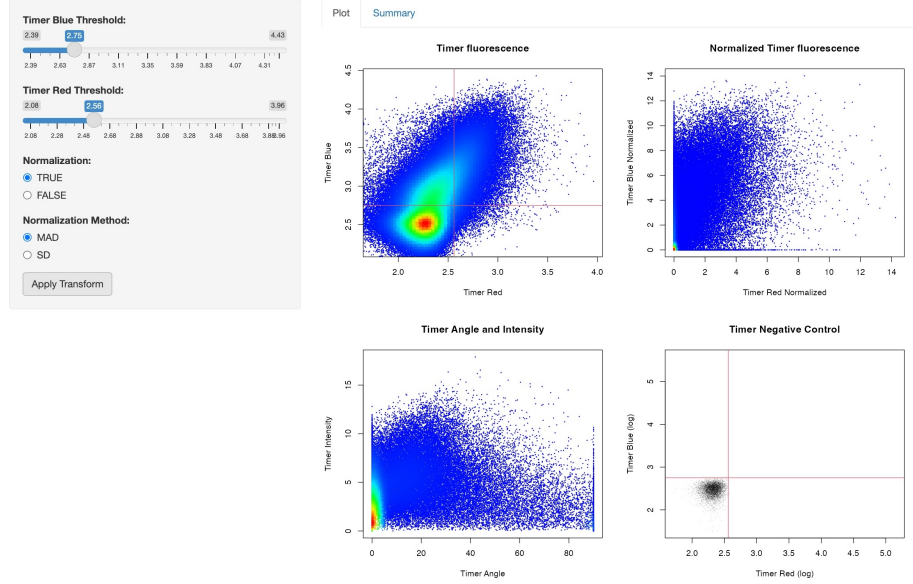 Timer Blue Threshold:
2.39 2.75 4.43
2.39 2.63 2.87 3.11 3.35 3.59 3.83 4.07 4.31
Timer Red Threshold:
2.08 2.56 3.96
2.08 2.28 2.48 2.68 2.88 3.08 3.28 3.48 3.68 3.88 3.96
Normalization:
TRUE
FALSE
Normalization Method:
MAD
SD
Apply Transform
Plot Summary
Timer fluorescence
4.5
4.0
3.5
3.0
2.5
Timer Blue
2.0 2.5 3.0 3.5 4.0
Timer Red
Normalized Timer fluorescence
14
12
10
8
6
4
2
0
Timer Blue Normalized
0 2 4 6 8 10 12 14
Timer Red Normalized
Timer Angle and Intensity
15
10
5
0
Timer Intensity
0 20 40 60 80
Timer Angle
Timer Negative Control
5
4
3
2
Timer Blue (log)
2.0 2.5 3.0 3.5 4.0 4.5 5.0
Timer Red (log)